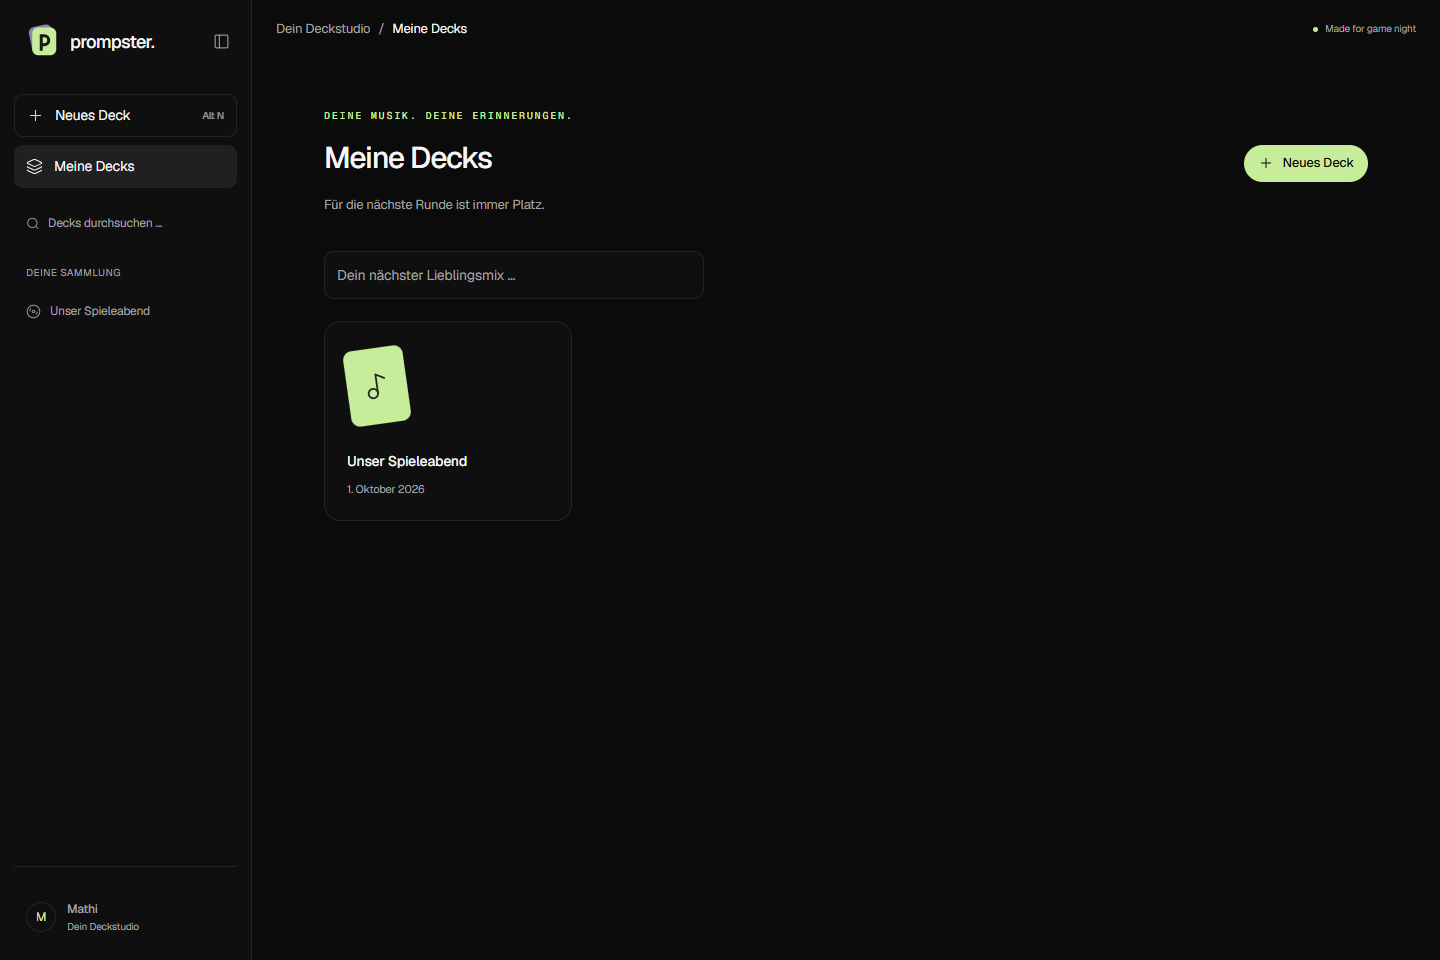 prompster.
Neues Deck Alt N
Meine Decks
Decks durchsuchen ...
DEINE SAMMLUNG
Unser Spieleabend
M
Mathi
Dein Deckstudio
Dein Deckstudio / Meine Decks
Made for game night
DEINE MUSIK. DEINE ERINNERUNGEN.
Meine Decks
Neues Deck
Für die nächste Runde ist immer Platz.
Dein nächster Lieblingsmix ...
Unser Spieleabend
1. Oktober 2026